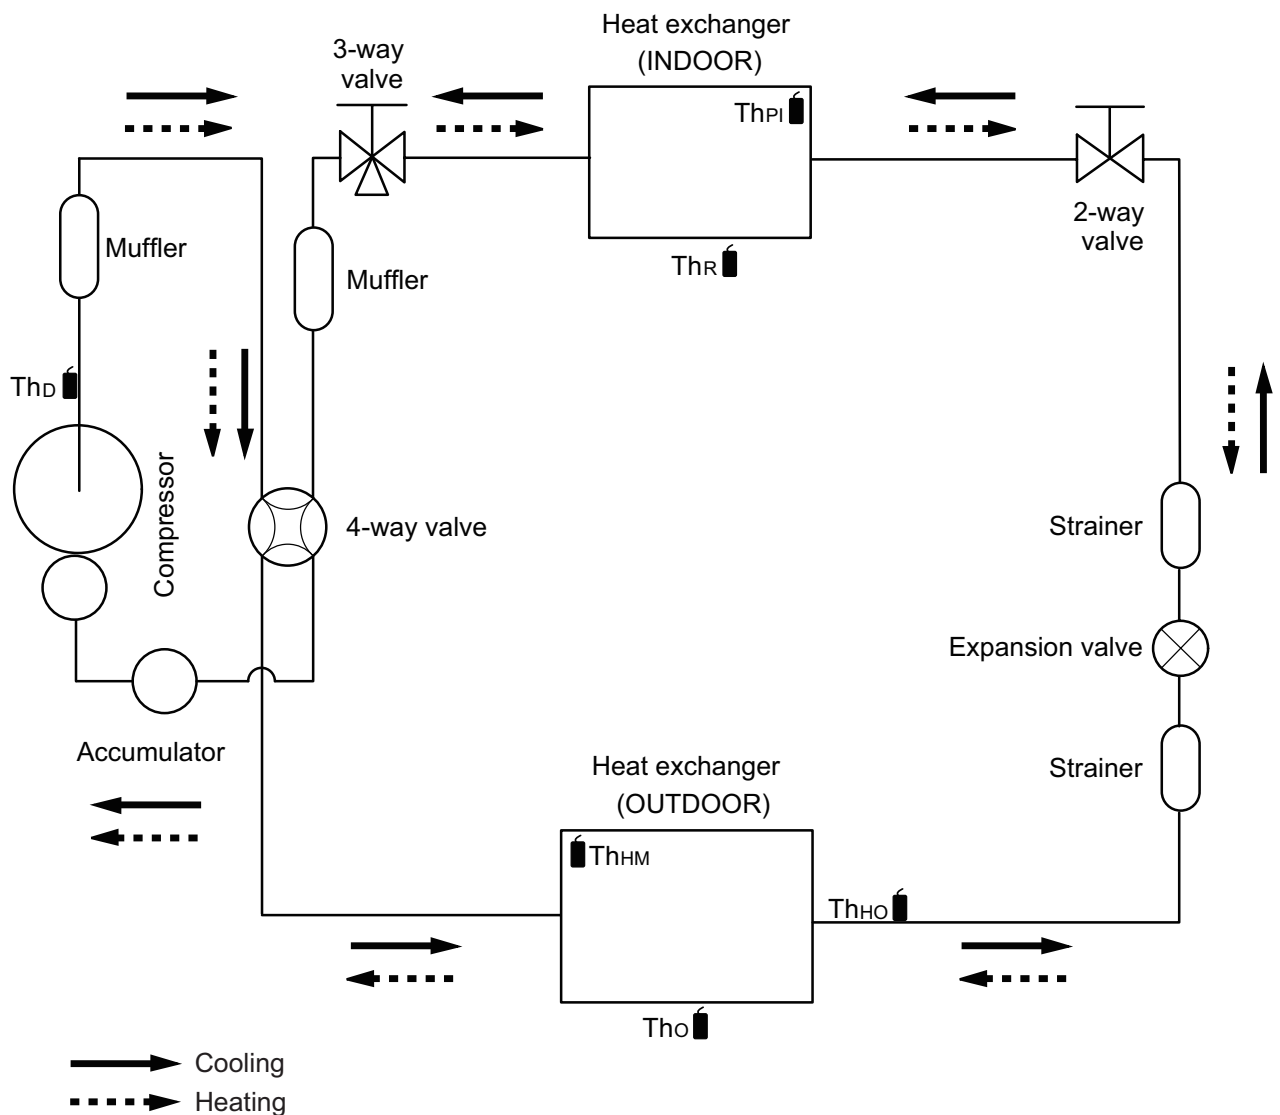 Heat exchanger
(INDOOR)
3-way
valve
ThPI
2-way
valve
Muffler
ThR
Muffler
ThD
Compressor
4-way valve
Strainer
Expansion valve
Accumulator
Strainer
Heat exchanger
(OUTDOOR)
ThHM
ThHO
ThO
Cooling
Heating